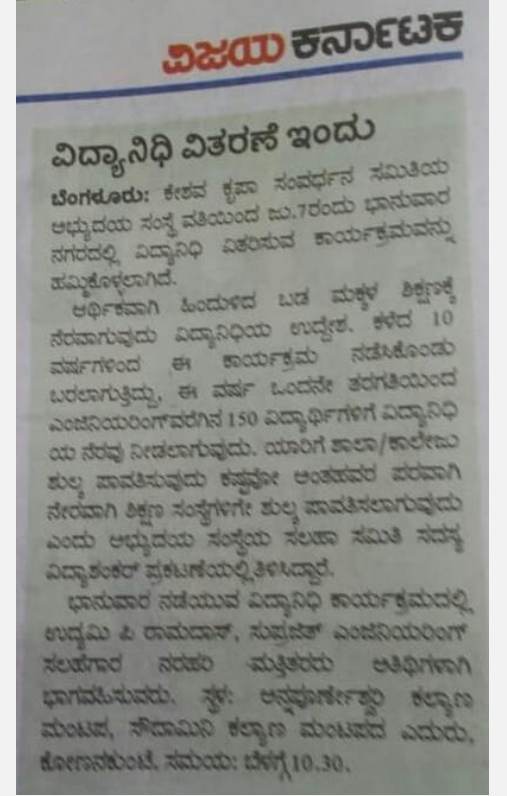 ವಿಜಯ ಕರ್ನಾಟಕ
ವಿದ್ಯಾನಿಧಿ ವಿತರಣೆ ಇಂದು
ಬೆಂಗಳೂರು: ಕೇಶವ ಕೃಪಾ ಸಂವರ್ಧನ ಸಮಿತಿಯ
ಅಭ್ಯುದಯ ಸಂಸ್ಥೆ ವತಿಯಿಂದ ಜು.7ರಂದು ಭಾನುವಾರ
ನಗರದಲ್ಲಿ ವಿದ್ಯಾನಿಧಿ ವಿತರಿಸುವ ಕಾರ್ಯಕ್ರಮವನ್ನು
ಹಮ್ಮಿಕೊಳ್ಳಲಾಗಿದೆ.
ಆರ್ಥಿಕವಾಗಿ ಹಿಂದುಳಿದ ಬಡ ಮಕ್ಕಳ ಶಿಕ್ಷಣಕ್ಕೆ
ನೆರವಾಗುವುದು ವಿದ್ಯಾನಿಧಿಯ ಉದ್ದೇಶ. ಕಳೆದ 10
ವರ್ಷಗಳಿಂದ ಈ ಕಾರ್ಯಕ್ರಮ ನಡೆಸಿಕೊಂಡು
ಬರಲಾಗುತ್ತಿದ್ದು, ಈ ವರ್ಷ ಒಂದನೇ ತರಗತಿಯಿಂದ
ಎಂಜಿನಿಯರಿಂಗ್‌ವರೆಗಿನ 150 ವಿದ್ಯಾರ್ಥಿಗಳಿಗೆ ವಿದ್ಯಾನಿಧಿ
ಯ ನೆರವು ನೀಡಲಾಗುವುದು. ಯಾರಿಗೆ ಶಾಲಾ/ಕಾಲೇಜು
ಶುಲ್ಕ ಪಾವತಿಸುವುದು ಕಷ್ಟವೋ ಅಂತಹವರ ಪರವಾಗಿ
ನೇರವಾಗಿ ಶಿಕ್ಷಣ ಸಂಸ್ಥೆಗಳಿಗೇ ಶುಲ್ಕ ಪಾವತಿಸಲಾಗುವುದು
ಎಂದು ಅಭ್ಯುದಯ ಸಂಸ್ಥೆಯ ಸಲಹಾ ಸಮಿತಿ ಸದಸ್ಯ
ವಿದ್ಯಾಶಂಕರ್ ಪ್ರಕಟಣೆಯಲ್ಲಿ ತಿಳಿಸಿದ್ದಾರೆ.
ಭಾನುವಾರ ನಡೆಯುವ ವಿದ್ಯಾನಿಧಿ ಕಾರ್ಯಕ್ರಮದಲ್ಲಿ
ಉದ್ಯಮಿ ಪಿ ರಾಮದಾಸ್, ಸುಪ್ರಜಿತ್ ಎಂಜಿನಿಯರಿಂಗ್
ಸಲಹೆಗಾರ ನರಹರಿ ಮತ್ತಿತರರು ಅತಿಥಿಗಳಾಗಿ
ಭಾಗವಹಿಸುವರು. ಸ್ಥಳ: ಅನ್ನಪೂರ್ಣೇಶ್ವರಿ ಕಲ್ಯಾಣ
ಮಂಟಪ, ಸೌದಾಮಿನಿ ಕಲ್ಯಾಣ ಮಂಟಪದ ಎದುರು,
ಕೋಣನಕುಂಟೆ. ಸಮಯ: ಬೆಳಗ್ಗೆ 10.30.